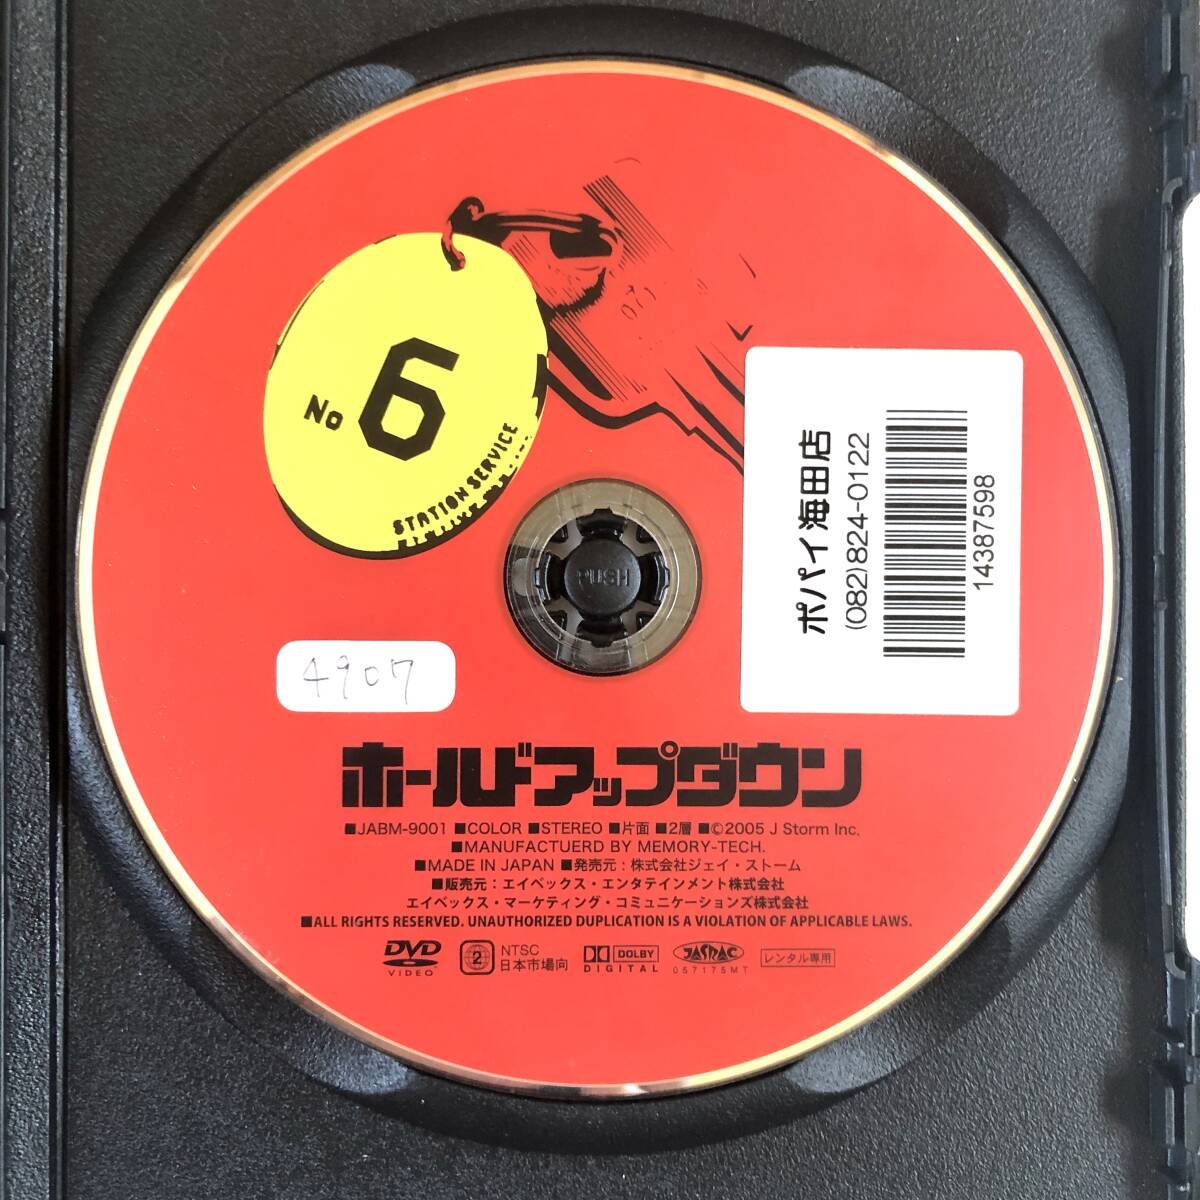 No 6
STATION SERVICE
071
ポパイ海田店
(082)824-0122
14387598
PUSH
4907
ホールドアップダウン
■JABM-9001 ■COLOR ■STEREO ■片面 ■2層 ■©2005 J Storm Inc.
■MANUFACTUERD BY MEMORY-TECH.
■MADE IN JAPAN ■発売元：株式会社ジェイ・ストーム
■販売元：エイベックス・エンタテインメント株式会社
エイベックス・マーケティング・コミュニケーションズ株式会社
■ALL RIGHTS RESERVED. UNAUTHORIZED DUPLICATION IS A VIOLATION OF APPLICABLE LAWS.
DVD VIDEO
2
NTSC
日本市場向
DOLBY DIGITAL
JASRAC
057175MT
レンタル専用